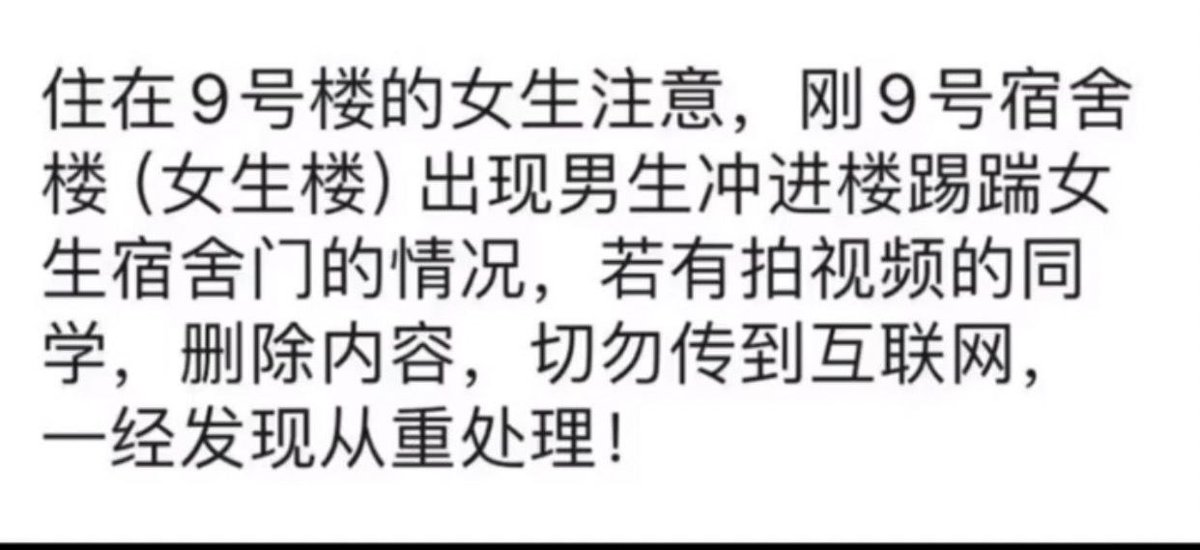 住在9号楼的女生注意，刚9号宿舍
楼（女生楼）出现男生冲进楼踢踹女
生宿舍门的情况，若有拍视频的同
学，删除内容，切勿传到互联网，
一经发现从重处理！